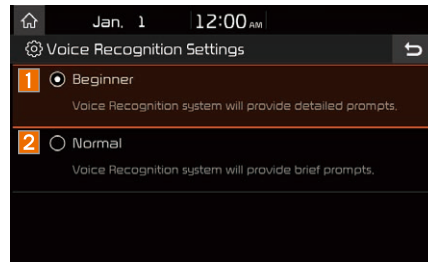 Jan. 1 12:00 AM
Voice Recognition Settings
1 Beginner
Voice Recognition system will provide detailed prompts.
2 Normal
Voice Recognition system will provide brief prompts.